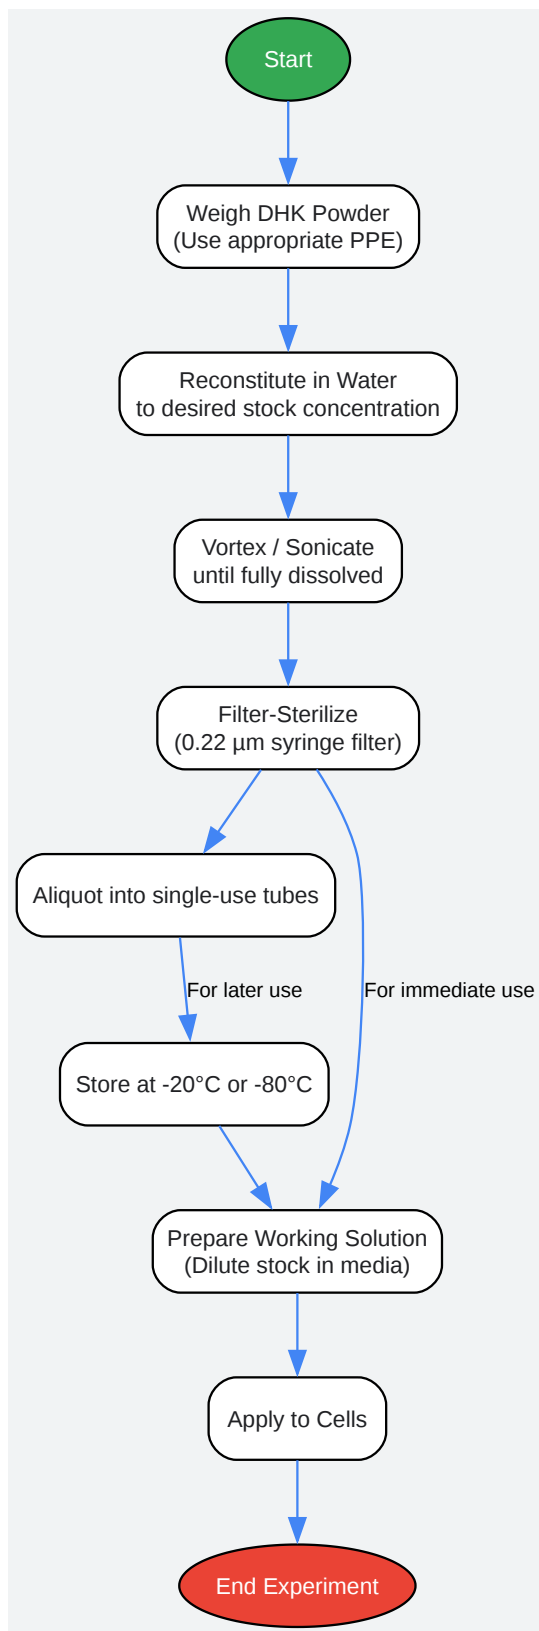 Start
Weigh DHK Powder
(Use appropriate PPE)
Reconstitute in Water
to desired stock concentration
Vortex / Sonicate
until fully dissolved
Filter-Sterilize
(0.22 µm syringe filter)
Aliquot into single-use tubes
For later use
For immediate use
Store at -20°C or -80°C
Prepare Working Solution
(Dilute stock in media)
Apply to Cells
End Experiment